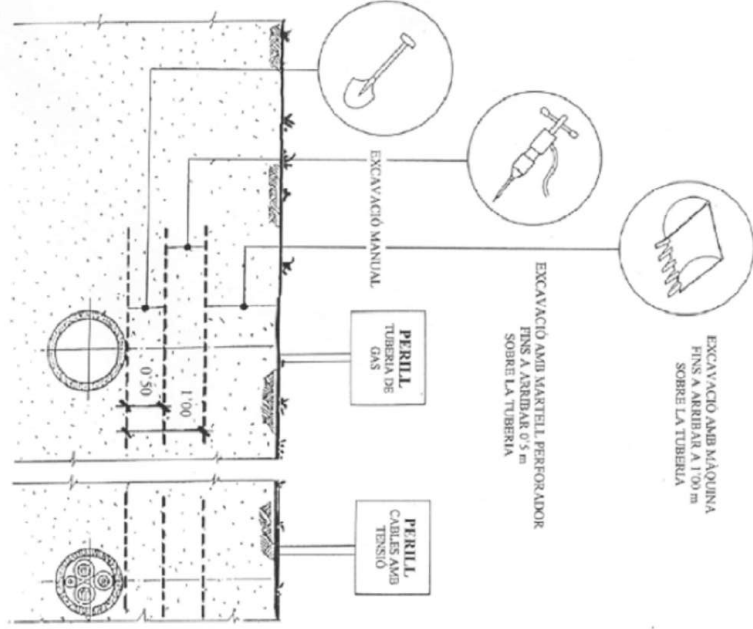 EXCAVACIÓ AMB MÀQUINA
FINS A ARRIBAR A 1'00 m
SOBRE LA TUBERIA
EXCAVACIÓ AMB MARTELL PERFORADOR
FINS A ARRIBAR 0'5 m
SOBRE LA TUBERIA
EXCAVACIÓ MANUAL
PERILL
TUBERIA DE
GAS
PERILL
CABLES AMB
TENSIÓ
1'00
0'50